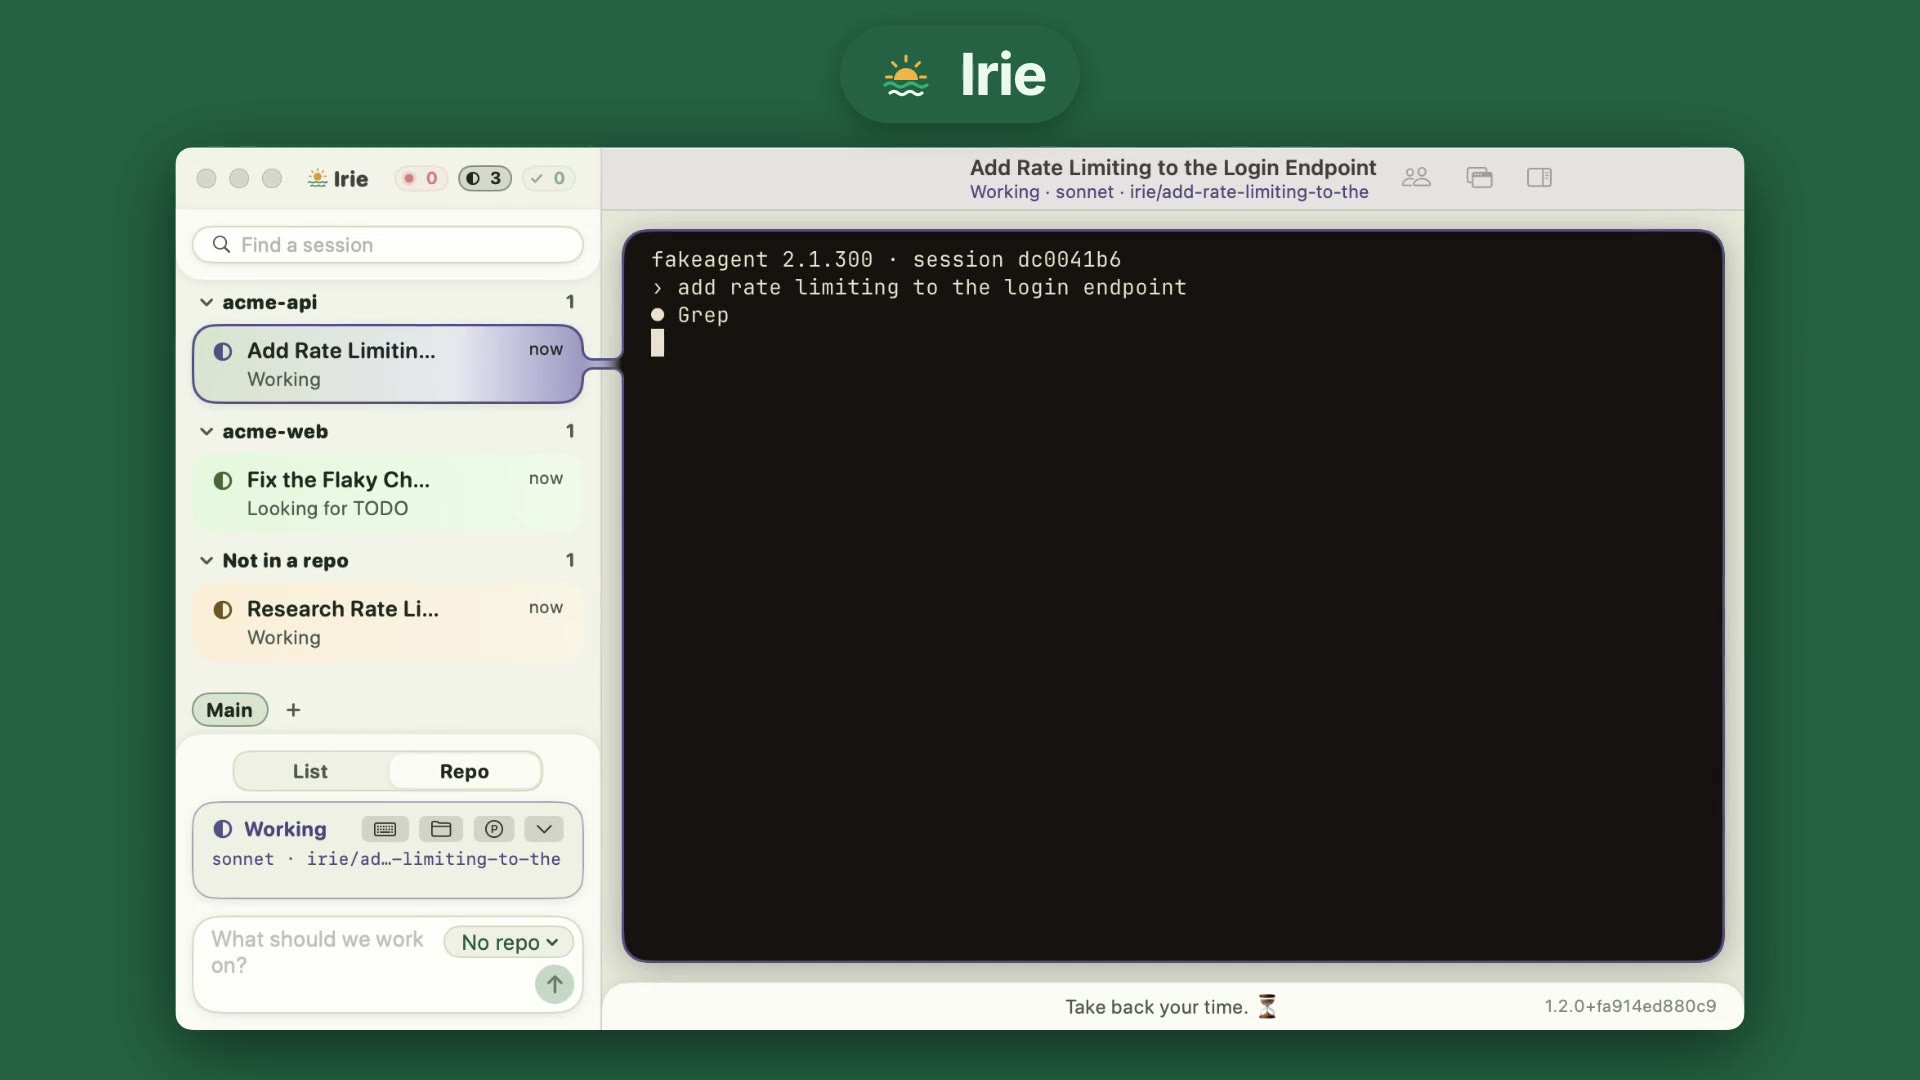 Irie
Irie
0
3
0
Add Rate Limiting to the Login Endpoint
Working · sonnet · irie/add-rate-limiting-to-the
Find a session
acme-api 1
Add Rate Limitin... now
Working
acme-web 1
Fix the Flaky Ch... now
Looking for TODO
Not in a repo 1
Research Rate Li... now
Working
Main +
List Repo
Working
sonnet · irie/ad…-limiting-to-the
What should we work
on?
No repo
fakeagent 2.1.300 · session dc0041b6
› add rate limiting to the login endpoint
● Grep
Take back your time. ⏳
1.2.0+fa914ed880c9